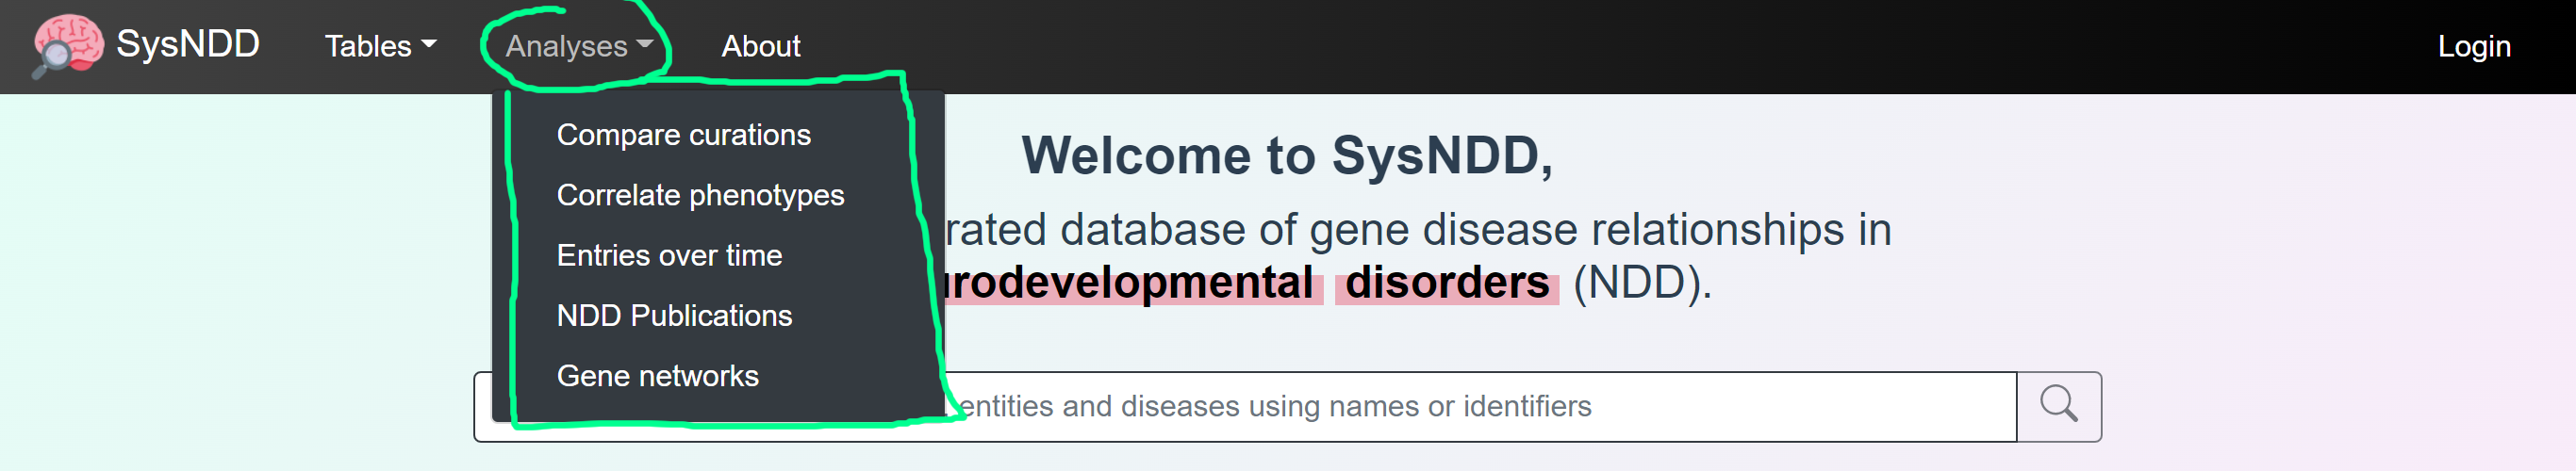 SysNDD Tables Analyses About Login
Compare curations
Correlate phenotypes
Entries over time
NDD Publications
Gene networks
Welcome to SysNDD,
rated database of gene disease relationships in
urodevelopmental disorders (NDD).
entities and diseases using names or identifiers